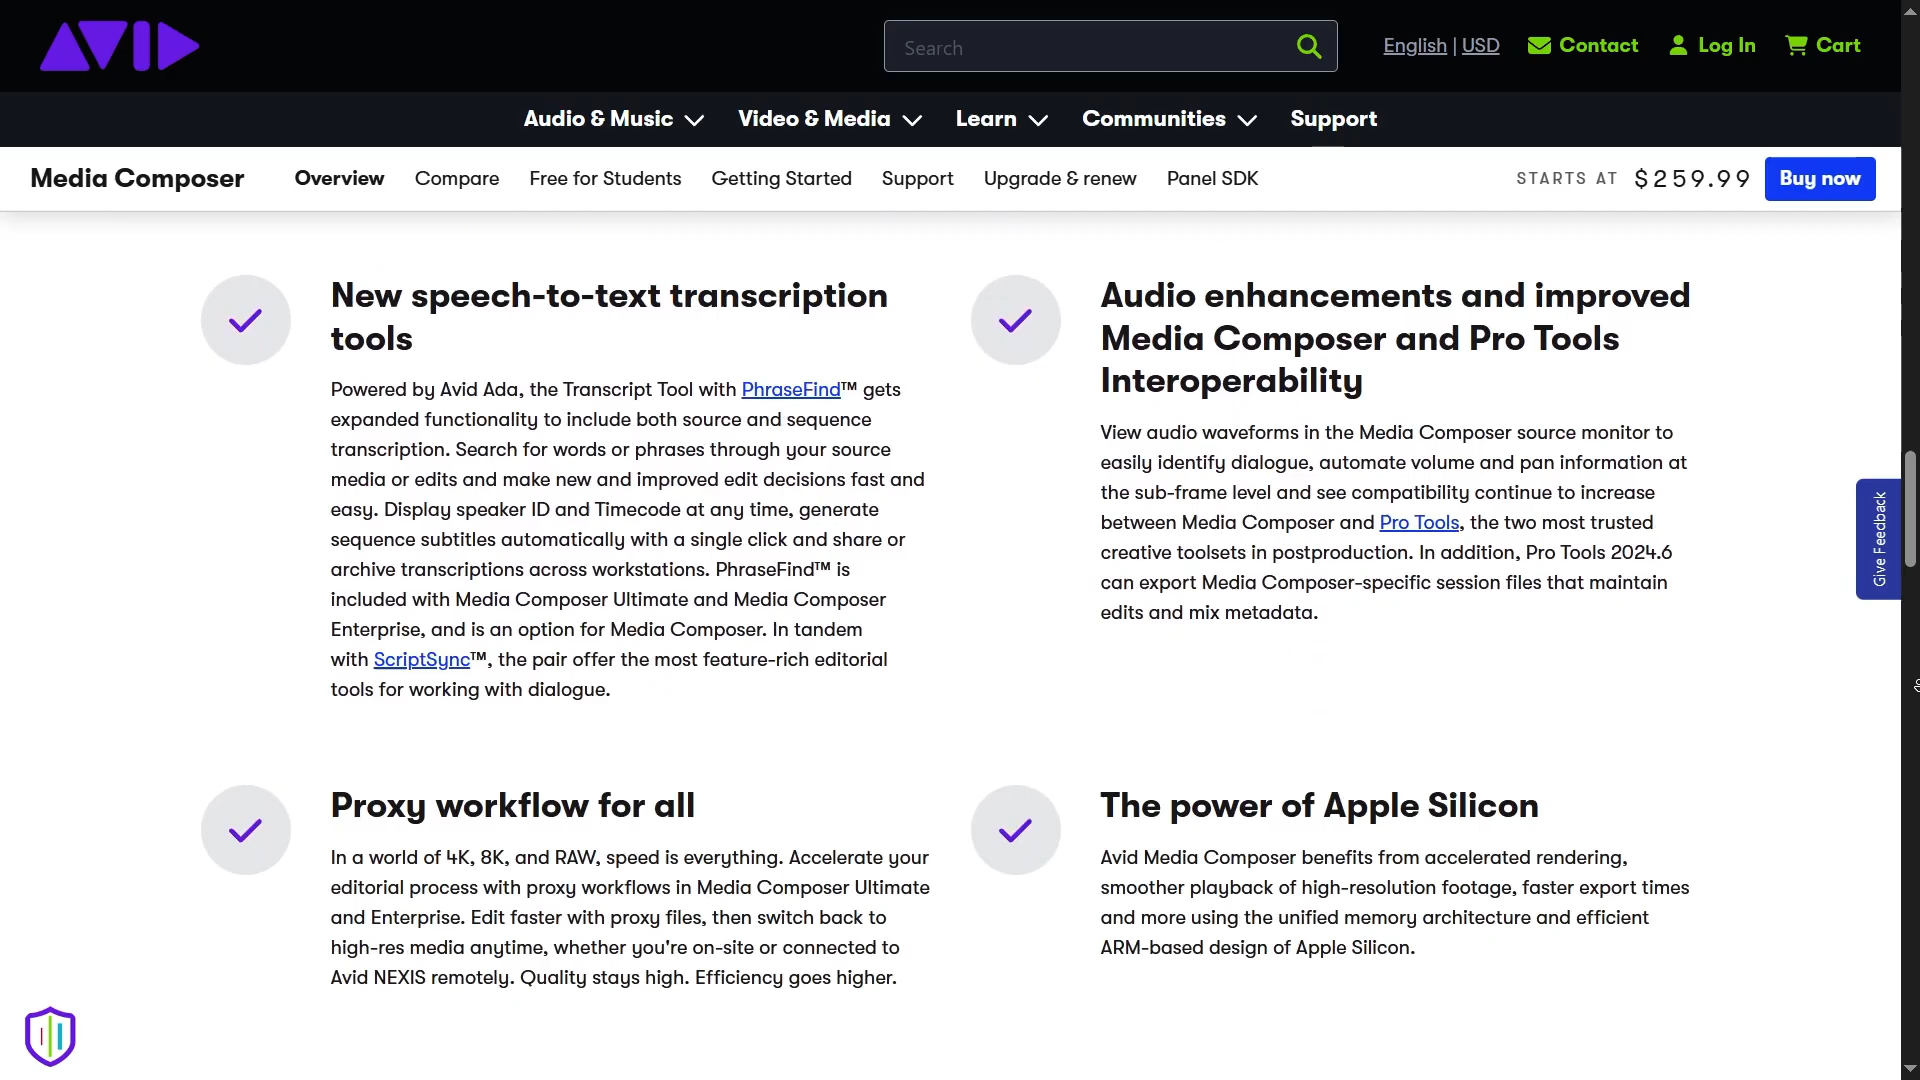 AVID
Search
English | USD
Contact
Log In
Cart
Audio & Music
Video & Media
Learn
Communities
Support
Media Composer
Overview
Compare
Free for Students
Getting Started
Support
Upgrade & renew
Panel SDK
STARTS AT $259.99
Buy now
New speech-to-text transcription
tools
Powered by Avid Ada, the Transcript Tool with PhraseFind™ gets
expanded functionality to include both source and sequence
transcription. Search for words or phrases through your source
media or edits and make new and improved edit decisions fast and
easy. Display speaker ID and Timecode at any time, generate
sequence subtitles automatically with a single click and share or
archive transcriptions across workstations. PhraseFind™ is
included with Media Composer Ultimate and Media Composer
Enterprise, and is an option for Media Composer. In tandem
with ScriptSync™, the pair offer the most feature-rich editorial
tools for working with dialogue.
Audio enhancements and improved
Media Composer and Pro Tools
Interoperability
View audio waveforms in the Media Composer source monitor to
easily identify dialogue, automate volume and pan information at
the sub-frame level and see compatibility continue to increase
between Media Composer and Pro Tools, the two most trusted
creative toolsets in postproduction. In addition, Pro Tools 2024.6
can export Media Composer-specific session files that maintain
edits and mix metadata.
Give Feedback
Proxy workflow for all
In a world of 4K, 8K, and RAW, speed is everything. Accelerate your
editorial process with proxy workflows in Media Composer Ultimate
and Enterprise. Edit faster with proxy files, then switch back to
high-res media anytime, whether you're on-site or connected to
Avid NEXIS remotely. Quality stays high. Efficiency goes higher.
The power of Apple Silicon
Avid Media Composer benefits from accelerated rendering,
smoother playback of high-resolution footage, faster export times
and more using the unified memory architecture and efficient
ARM-based design of Apple Silicon.